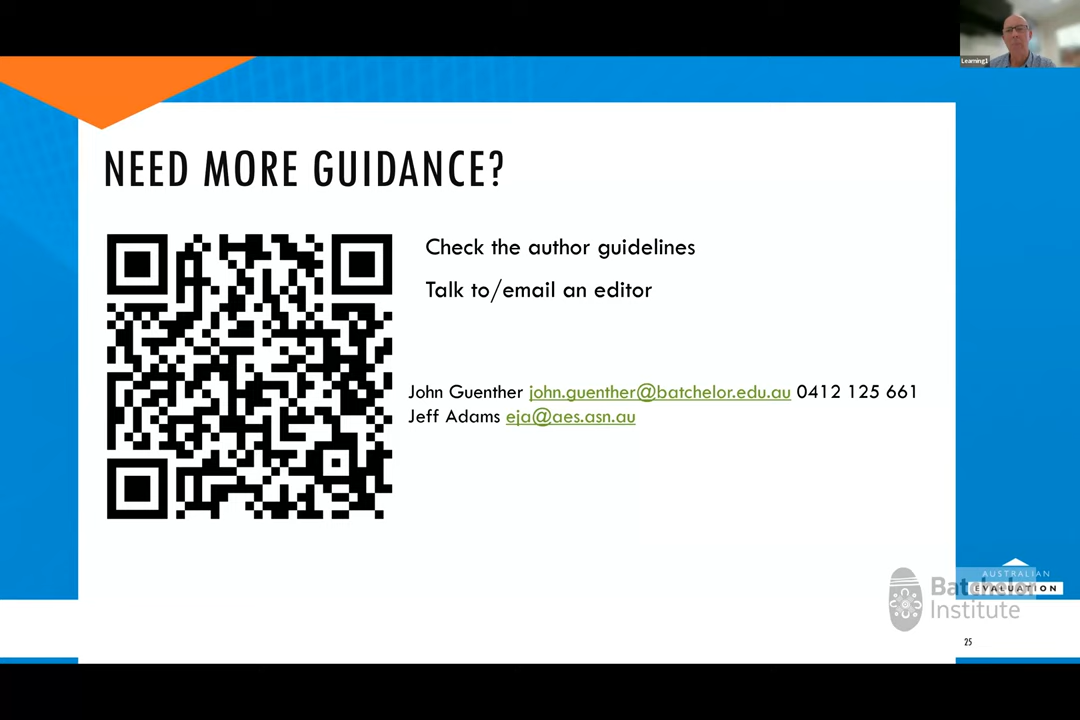 Learning1
NEED MORE GUIDANCE?
Check the author guidelines
Talk to/email an editor
John Guenther john.guenther@batchelor.edu.au 0412 125 661
Jeff Adams eja@aes.asn.au
AUSTRALIAN
EVALUATION
Batchelor
Institute
25